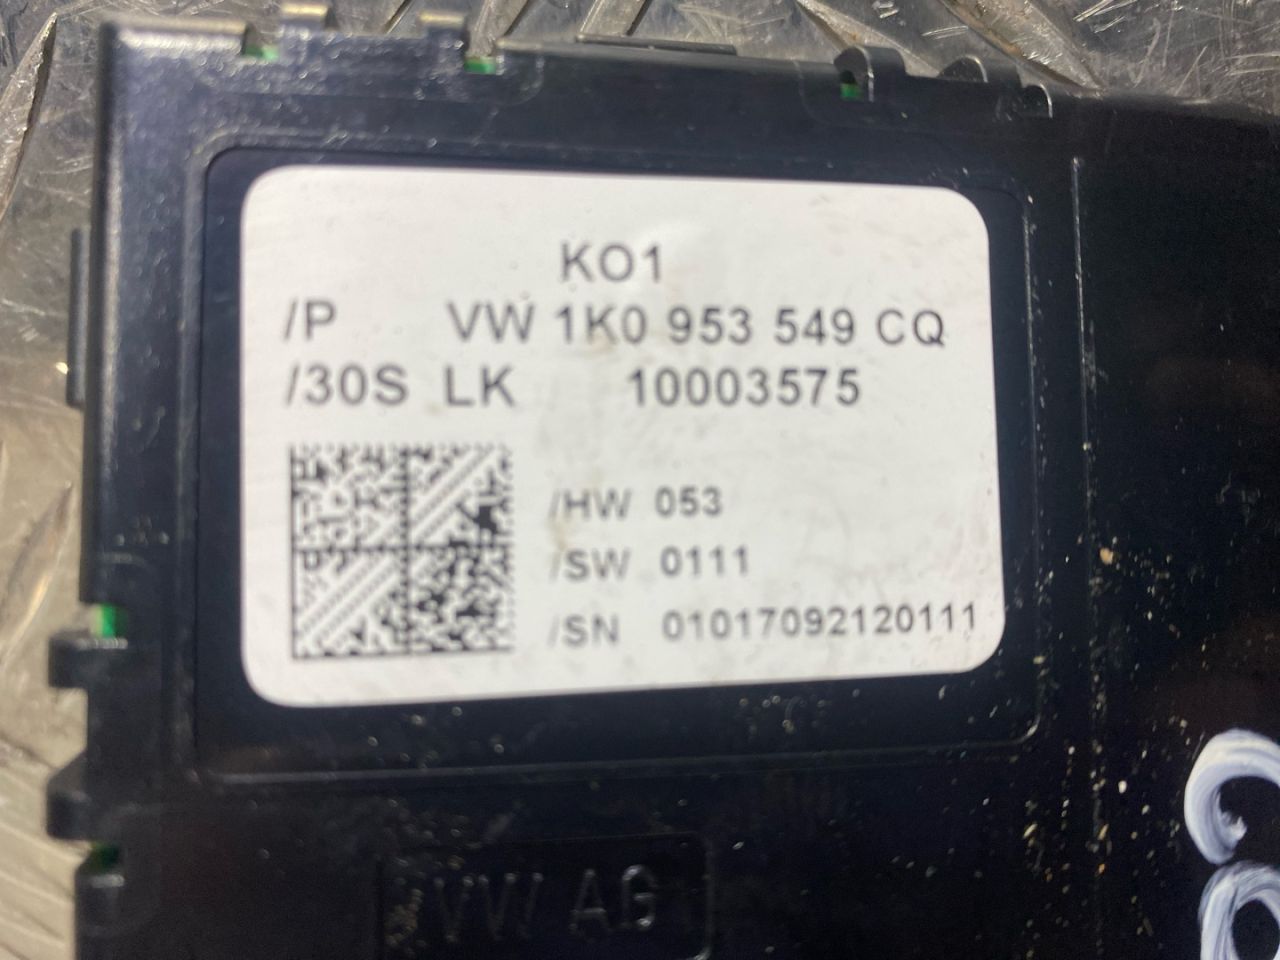 KO1
/P VW 1K0 953 549 CQ
/30S LK 10003575
/HW 053
/SW 0111
/SN 01017092120111
VW AG